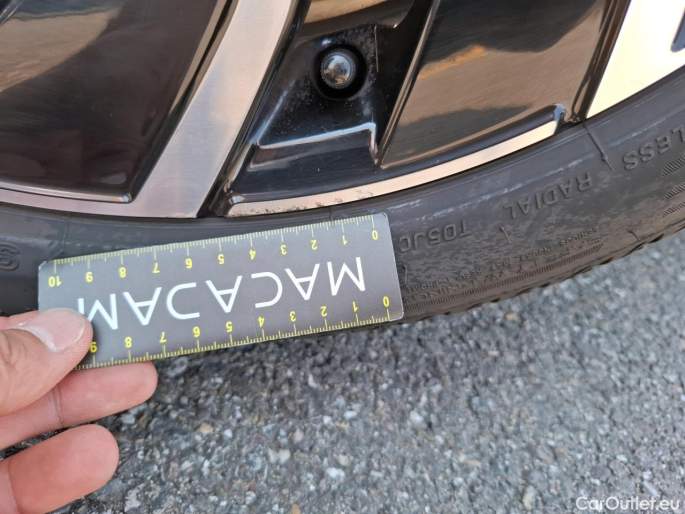 LESS RADIAL T05JC
10 9 8 7 6 5 4 3 2 1 0
MACADAM
9 8 7 6 5 4 3 2 1 0
CarOutlet.eu